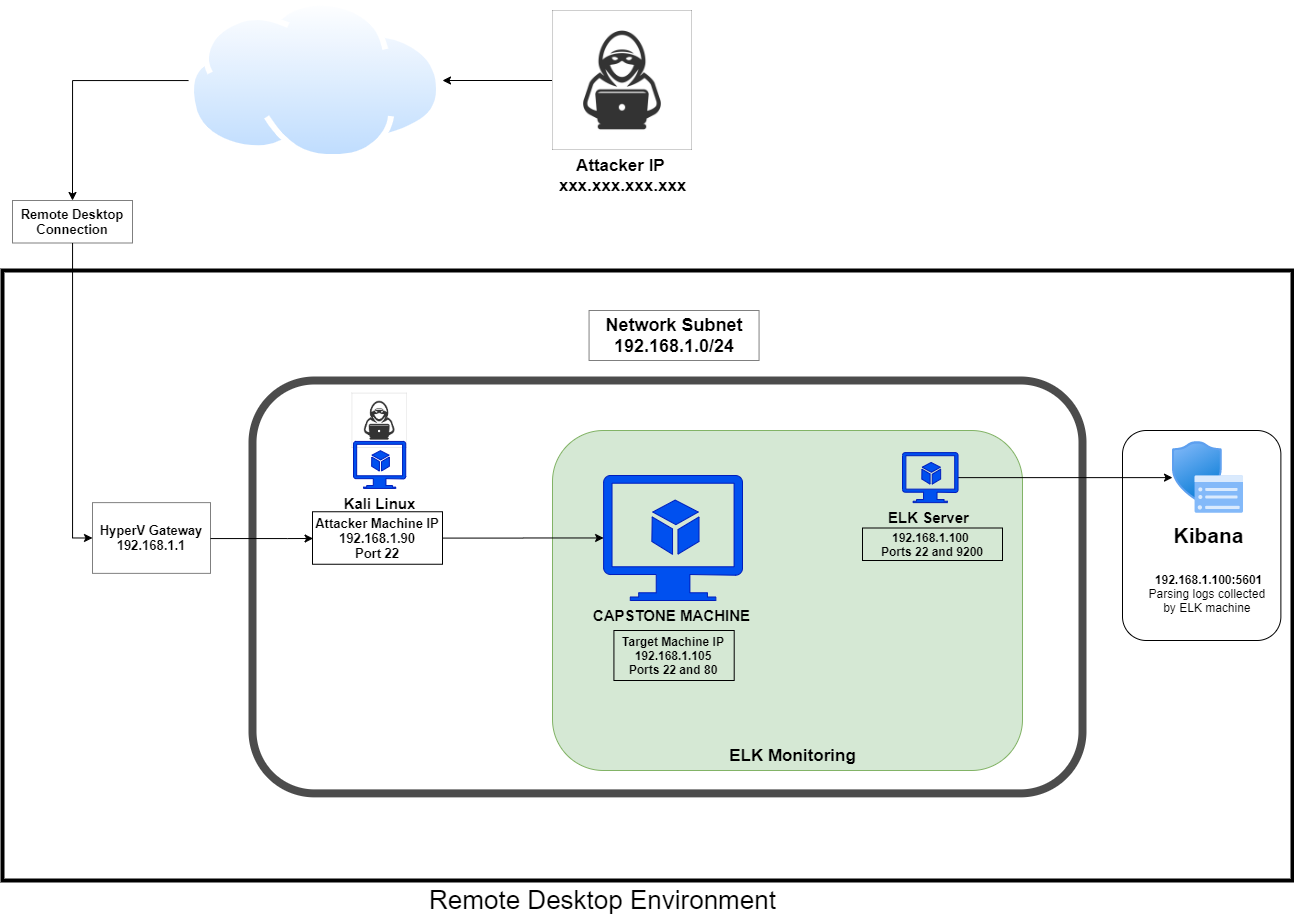 Attacker IP
xxx.xxx.xxx.xxx
Remote Desktop
Connection
Network Subnet
192.168.1.0/24
Kali Linux
Attacker Machine IP
192.168.1.90
Port 22
HyperV Gateway
192.168.1.1
CAPSTONE MACHINE
Target Machine IP
192.168.1.105
Ports 22 and 80
ELK Server
192.168.1.100
Ports 22 and 9200
ELK Monitoring
Kibana
192.168.1.100:5601
Parsing logs collected
by ELK machine
Remote Desktop Environment